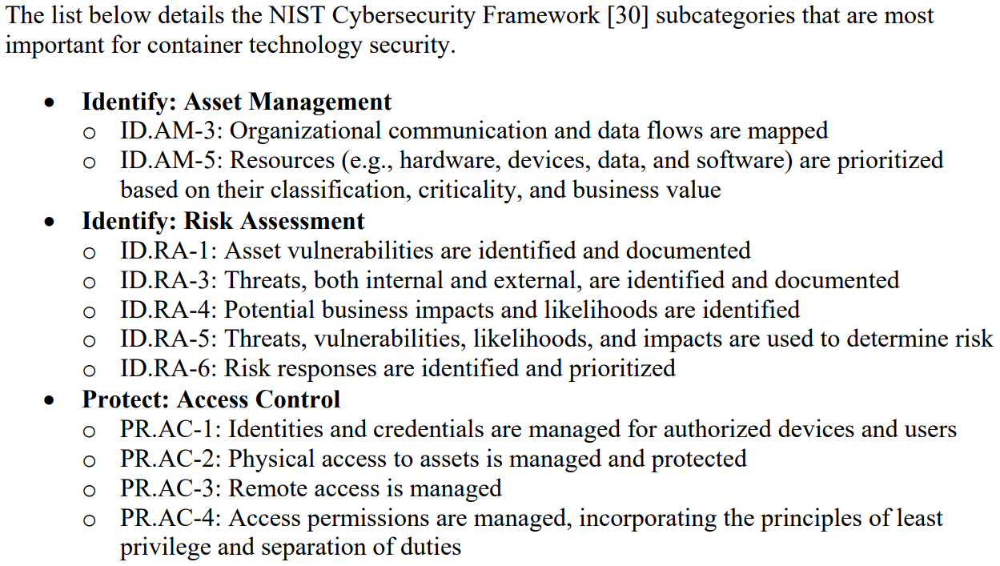 The list below details the NIST Cybersecurity Framework [30] subcategories that are most
important for container technology security.
• Identify: Asset Management
o ID.AM-3: Organizational communication and data flows are mapped
o ID.AM-5: Resources (e.g., hardware, devices, data, and software) are prioritized
based on their classification, criticality, and business value
• Identify: Risk Assessment
o ID.RA-1: Asset vulnerabilities are identified and documented
o ID.RA-3: Threats, both internal and external, are identified and documented
o ID.RA-4: Potential business impacts and likelihoods are identified
o ID.RA-5: Threats, vulnerabilities, likelihoods, and impacts are used to determine risk
o ID.RA-6: Risk responses are identified and prioritized
• Protect: Access Control
o PR.AC-1: Identities and credentials are managed for authorized devices and users
o PR.AC-2: Physical access to assets is managed and protected
o PR.AC-3: Remote access is managed
o PR.AC-4: Access permissions are managed, incorporating the principles of least
privilege and separation of duties